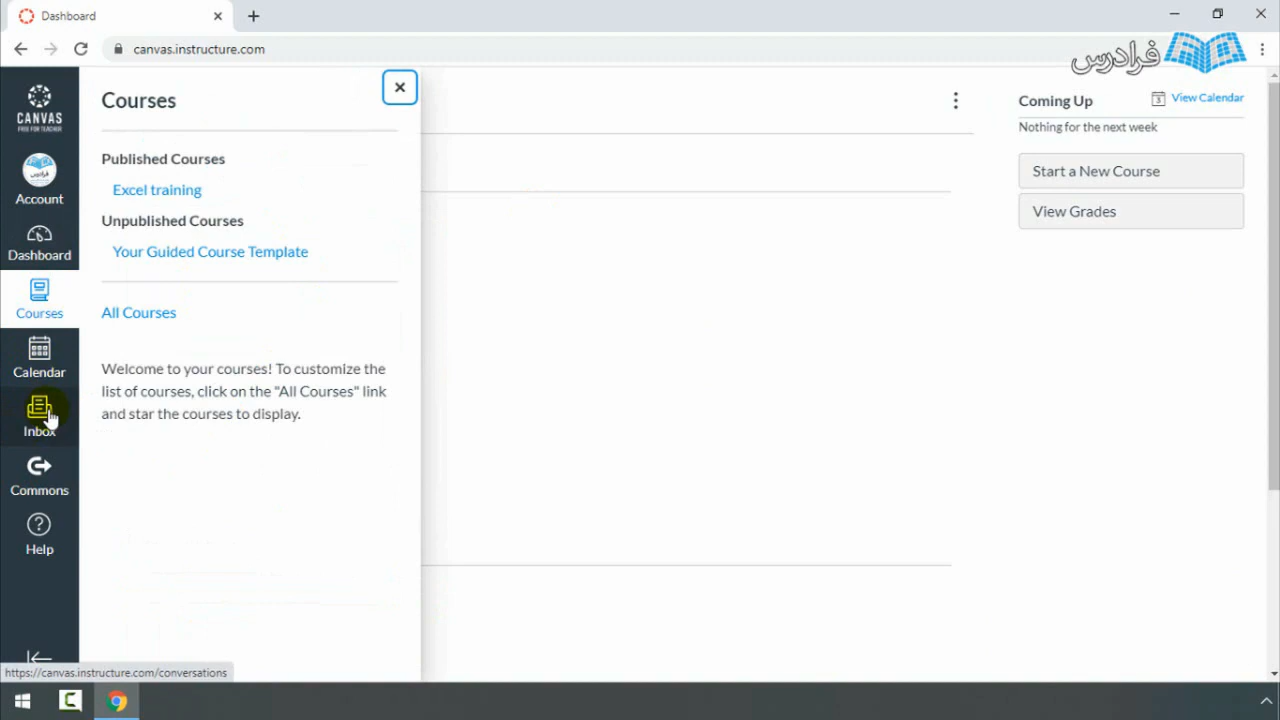 Dashboard
canvas.instructure.com
فرادرس
CANVAS
FREE FOR TEACHER
Account
Dashboard
Courses
Calendar
Inbox
Commons
Help
Courses
Published Courses
Excel training
Unpublished Courses
Your Guided Course Template
All Courses
Welcome to your courses! To customize the
list of courses, click on the "All Courses" link
and star the courses to display.
Coming Up
3
View Calendar
Nothing for the next week
Start a New Course
View Grades
https://canvas.instructure.com/conversations